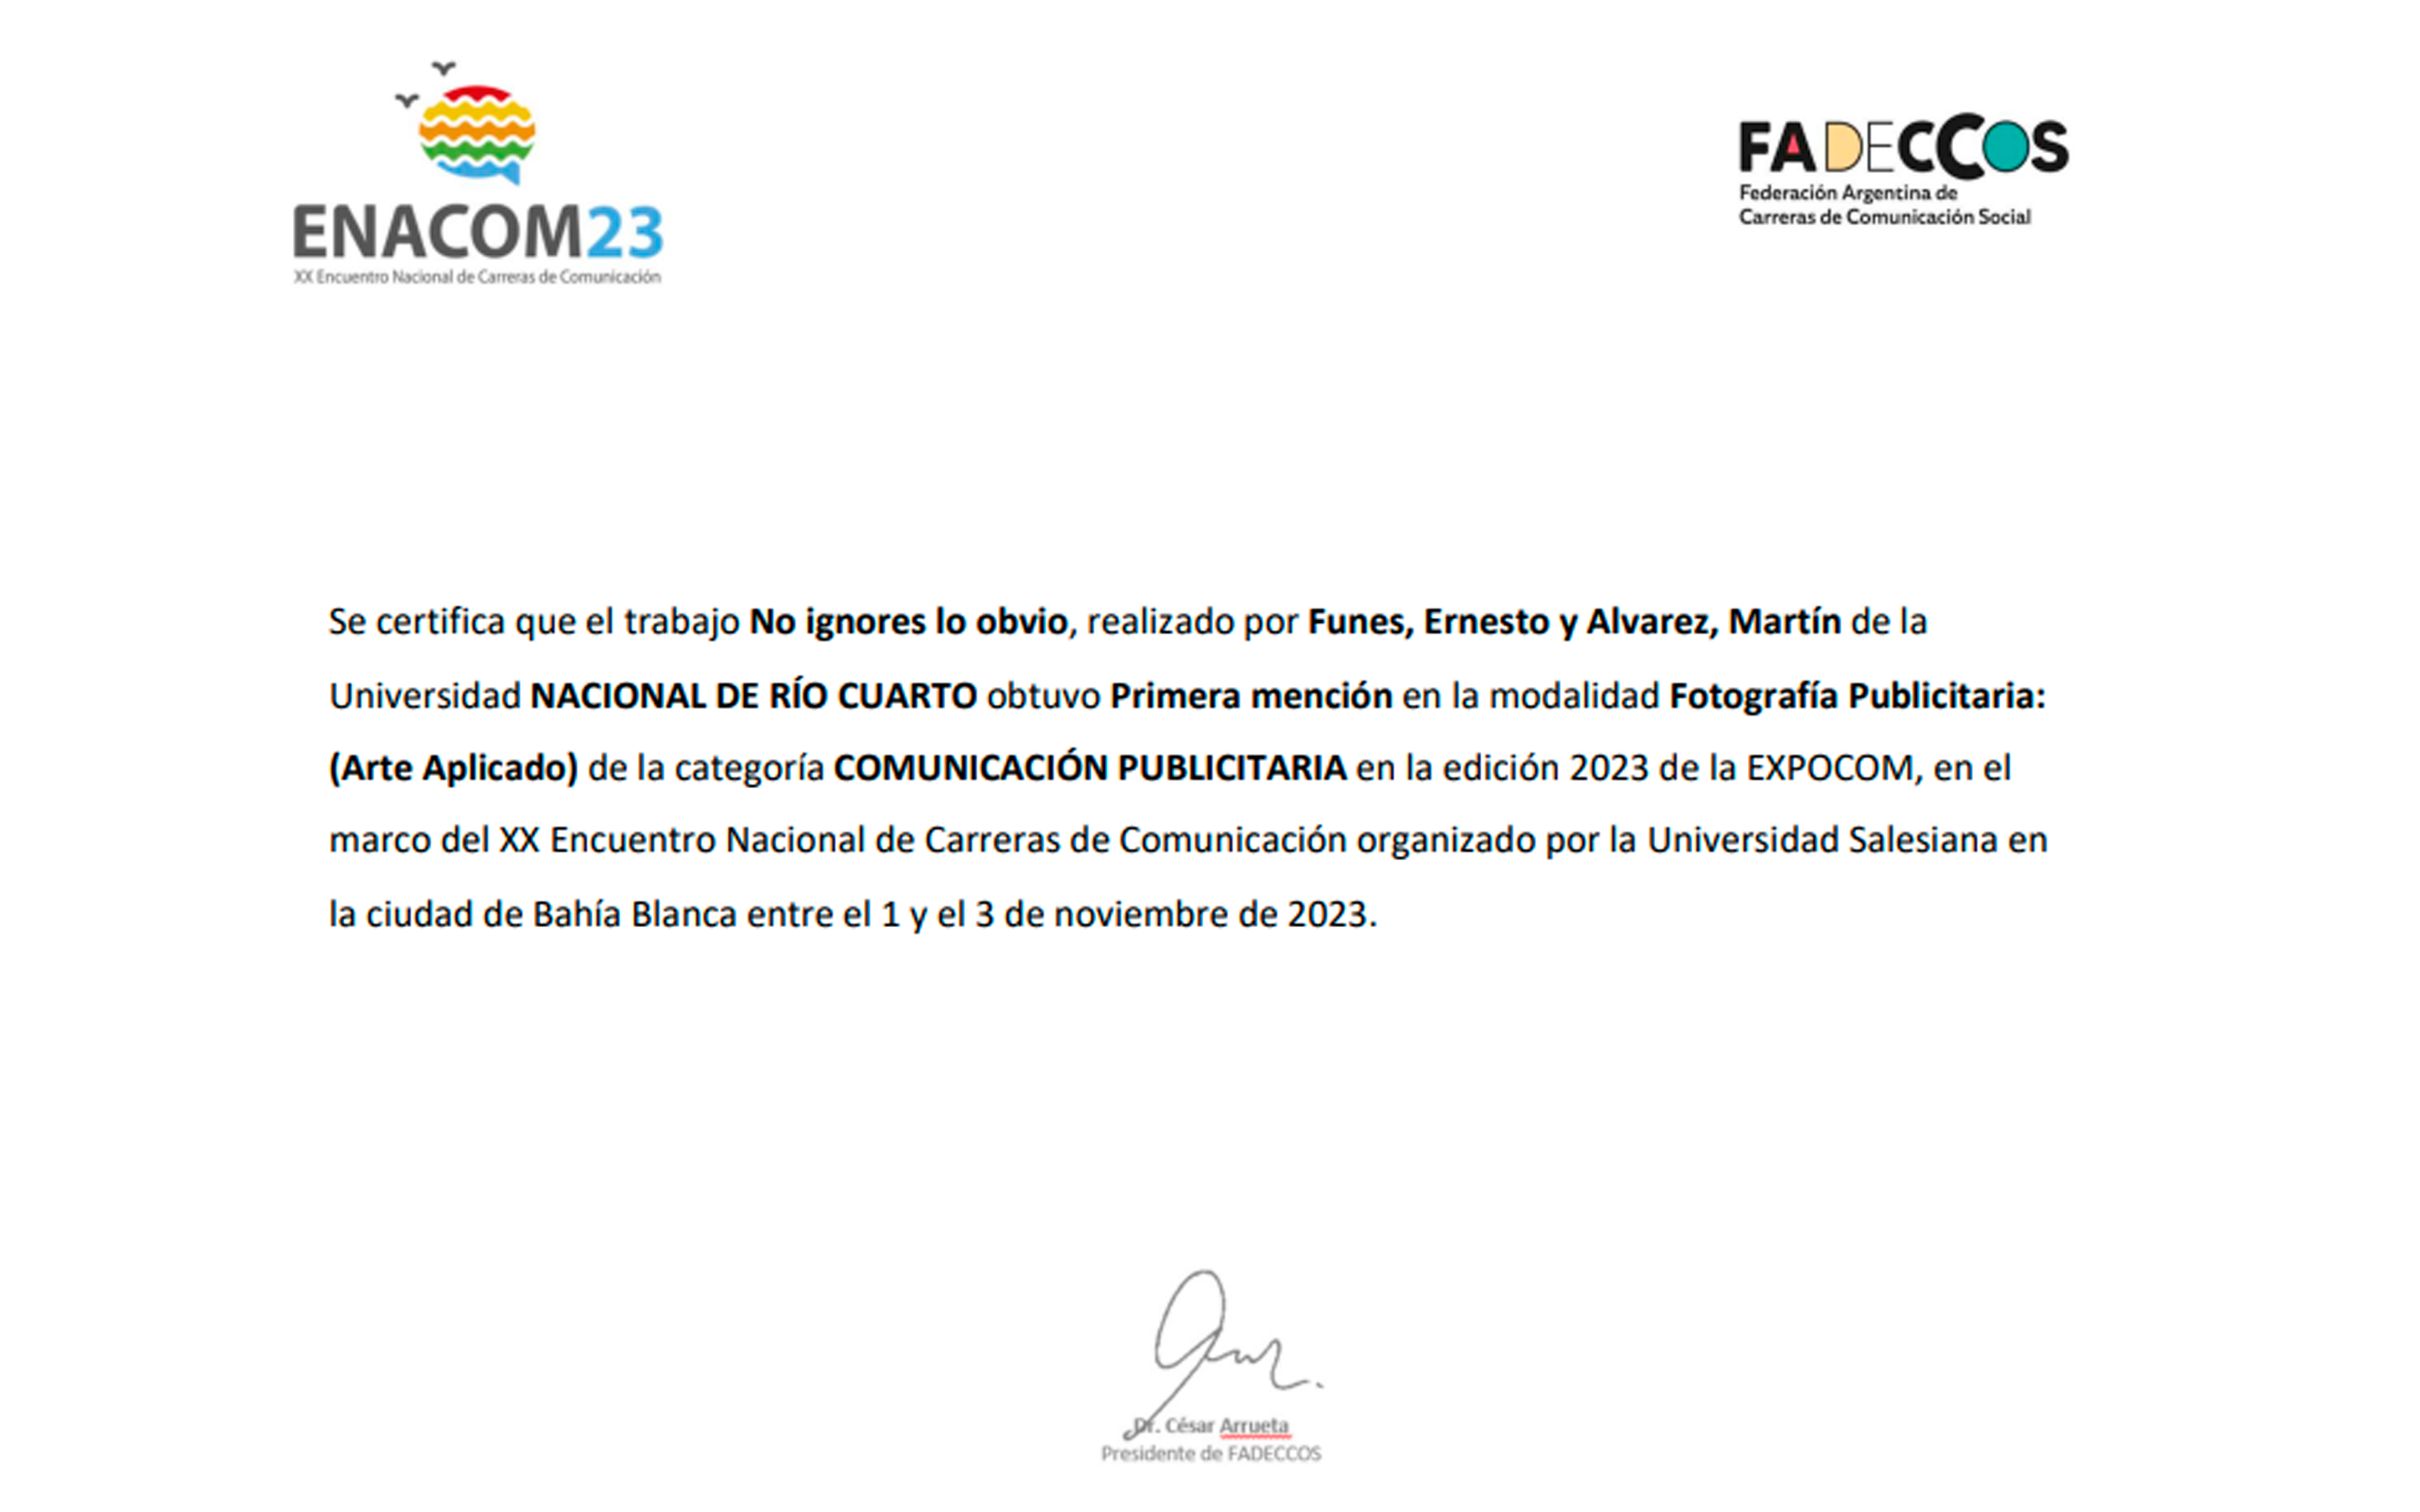 ENACOM23
XX Encuentro Nacional de Carreras de Comunicación
FADECCOS
Federación Argentina de
Carreras de Comunicación Social
Se certifica que el trabajo No ignores lo obvio, realizado por Funes, Ernesto y Alvarez, Martín de la
Universidad NACIONAL DE RÍO CUARTO obtuvo Primera mención en la modalidad Fotografía Publicitaria:
(Arte Aplicado) de la categoría COMUNICACIÓN PUBLICITARIA en la edición 2023 de la EXPOCOM, en el
marco del XX Encuentro Nacional de Carreras de Comunicación organizado por la Universidad Salesiana en
la ciudad de Bahía Blanca entre el 1 y el 3 de noviembre de 2023.
Dr. César Arrueta
Presidente de FADECCOS